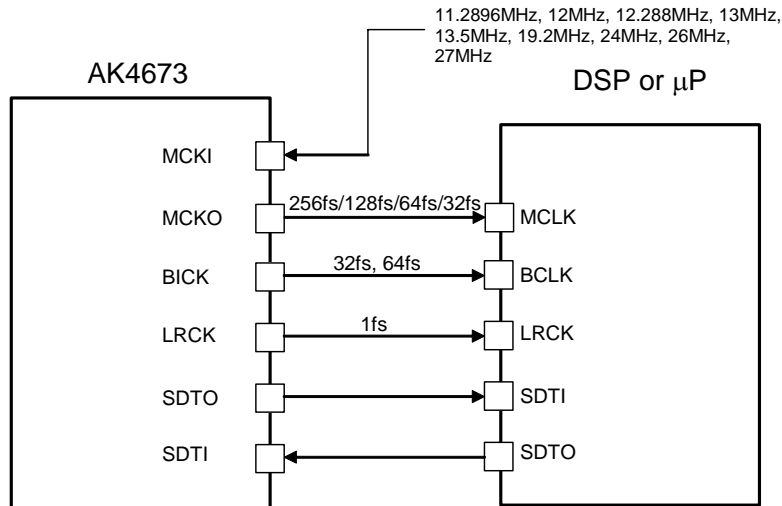 11.2896MHz, 12MHz, 12.288MHz, 13MHz,
13.5MHz, 19.2MHz, 24MHz, 26MHz,
27MHz
AK4673
DSP or μP
MCKI
MCKO
256fs/128fs/64fs/32fs
MCLK
BICK
32fs, 64fs
BCLK
LRCK
1fs
LRCK
SDTO
SDTI
SDTI
SDTO